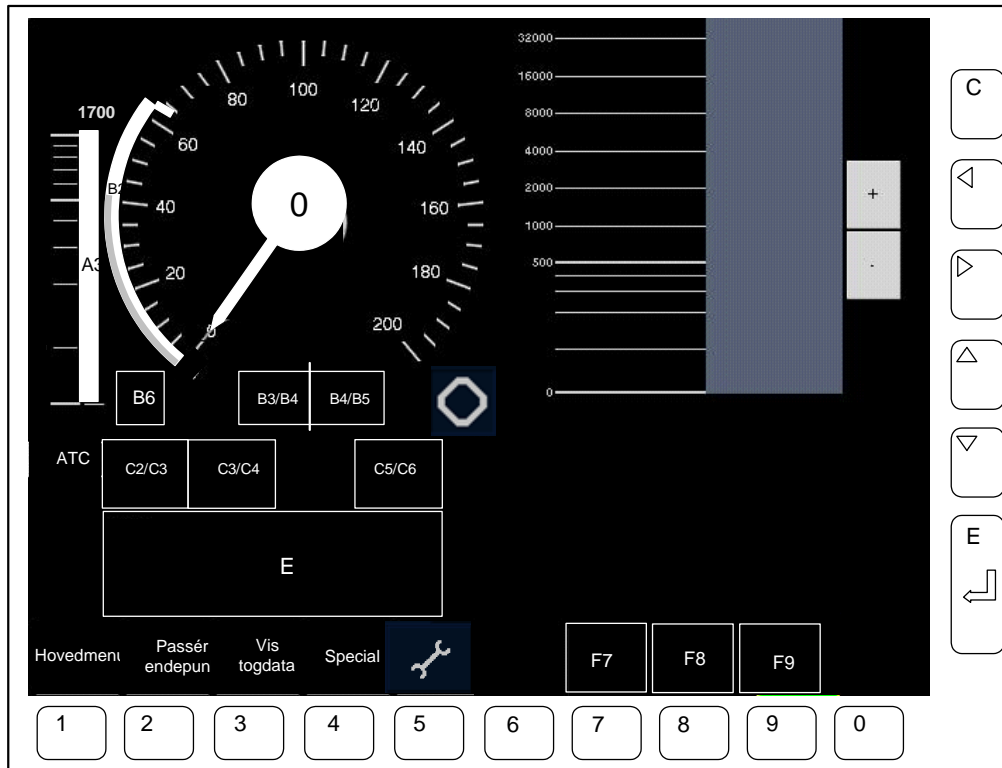 32000
16000
8000
4000
2000
1000
500
0
+
-
1700
A3
B2
0
20
40
60
80
100
120
140
160
180
200
0
B6
B3/B4
B4/B5
ATC
C2/C3
C3/C4
C5/C6
E
Hovedmenu
Passér
endepun
Vis
togdata
Special
F7
F8
F9
1
2
3
4
5
6
7
8
9
0
C
E